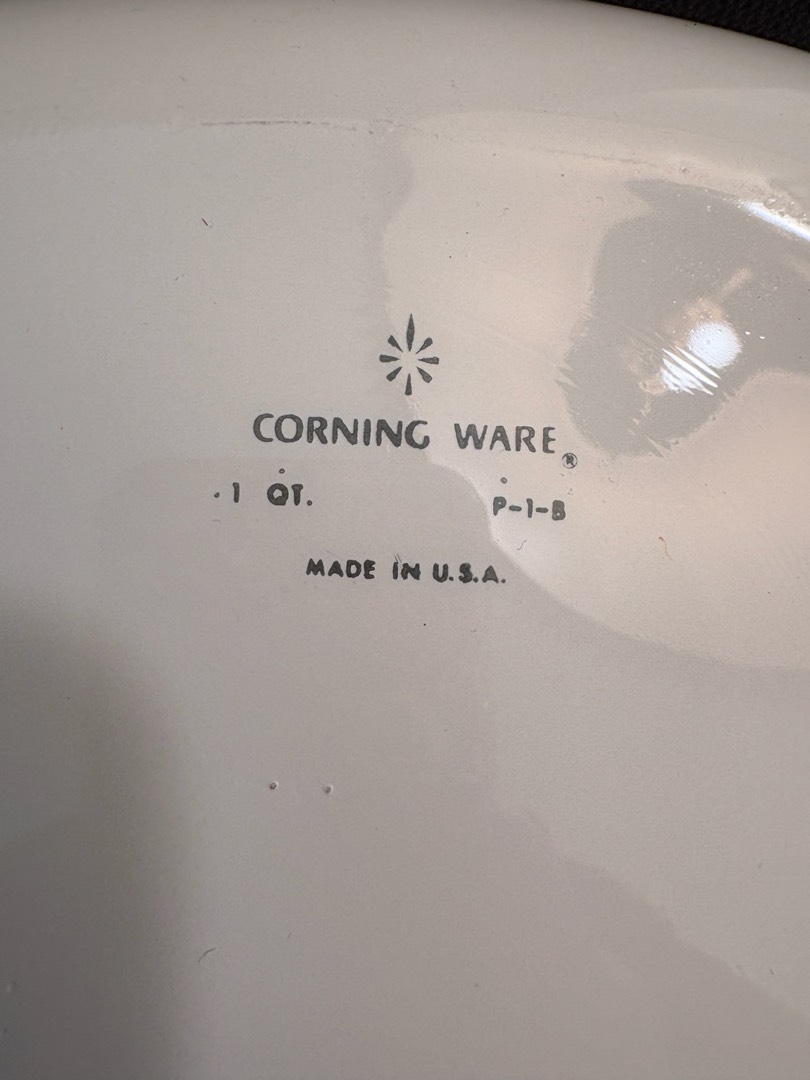 CORNING WARE®
1 QT. P-1-B
MADE IN U.S.A.